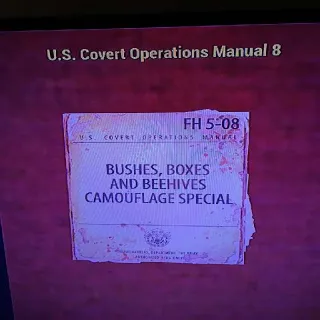 U.S. Covert Operations Manual 8
FH 5-08
U.S. COVERT OPERATIONS MANUAL
BUSHES, BOXES
AND BEEHIVES
CAMOUFLAGE SPECIAL